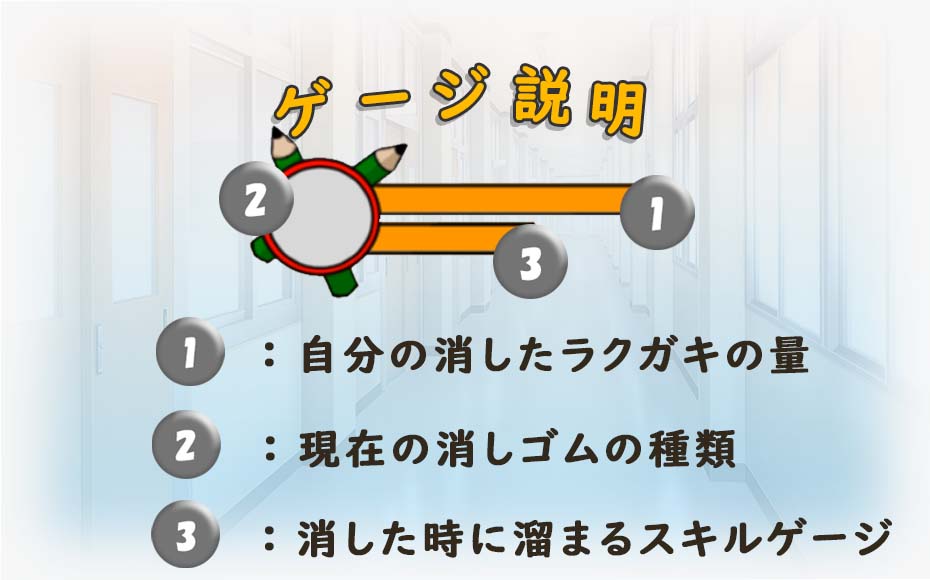 ゲージ説明
2
1
3
1 : 自分の消したラクガキの量
2 : 現在の消しゴムの種類
3 : 消した時に溜まるスキルゲージ